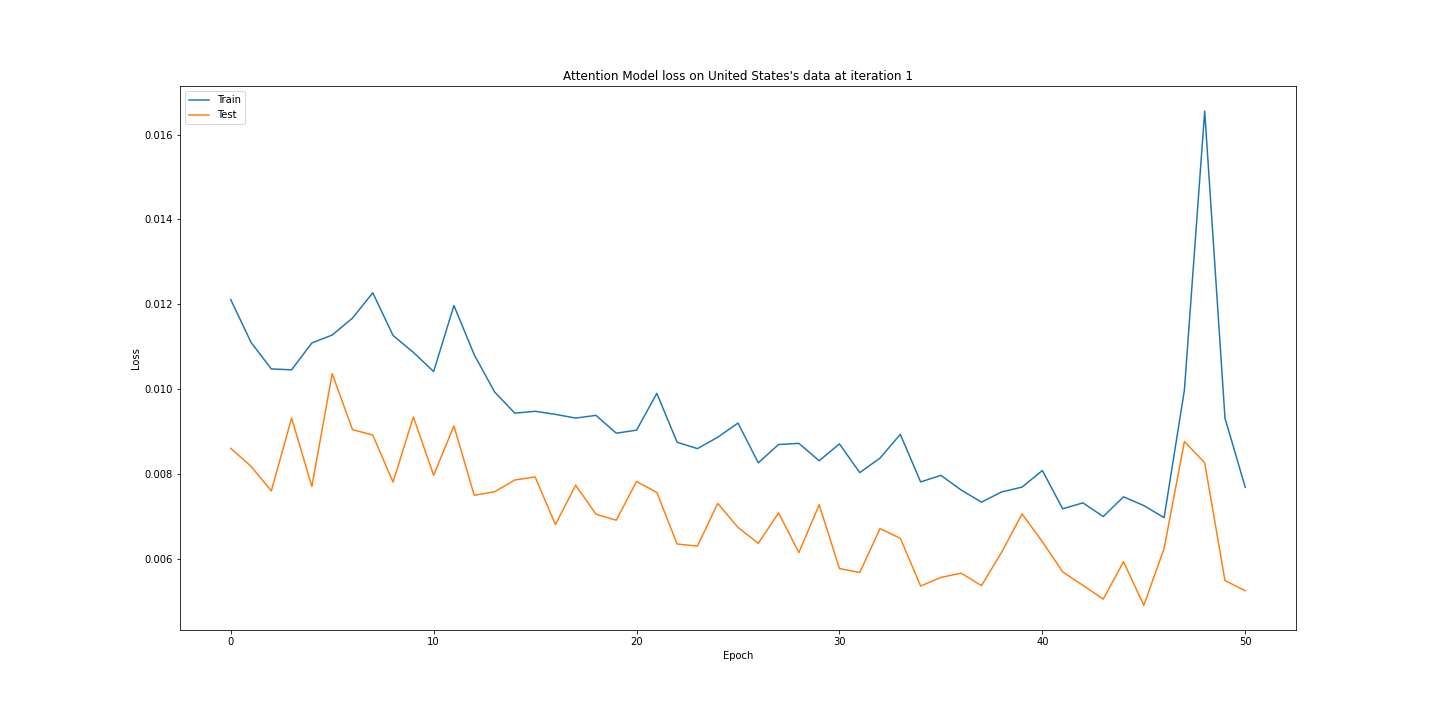 Attention Model loss on United States's data at iteration 1
Train
Test
0.016
0.014
0.012
0.010
0.008
0.006
Loss
0
10
20
30
40
50
Epoch